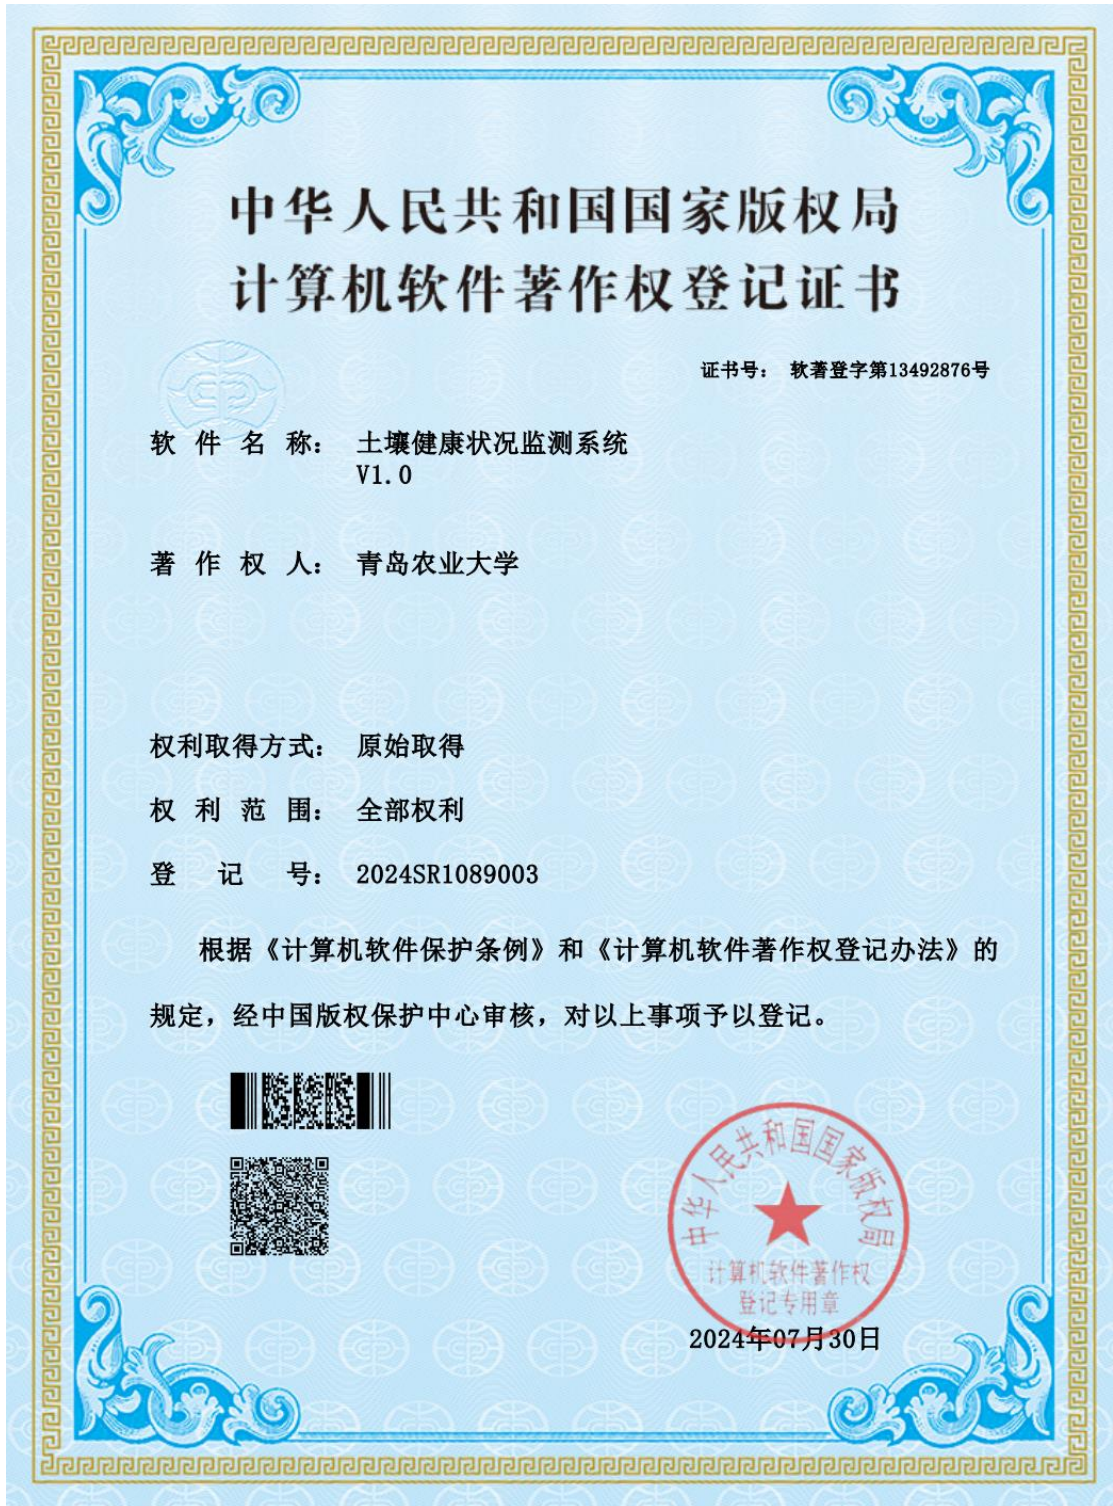 中华人民共和国国家版权局
计算机软件著作权登记证书
证书号： 软著登字第13492876号
软件名称： 土壤健康状况监测系统
V1.0
著作权人： 青岛农业大学
权利取得方式： 原始取得
权利范围： 全部权利
登记号： 2024SR1089003
根据《计算机软件保护条例》和《计算机软件著作权登记办法》的
规定，经中国版权保护中心审核，对以上事项予以登记。
中华人民共和国国家版权局
计算机软件著作权
登记专用章
2024年07月30日